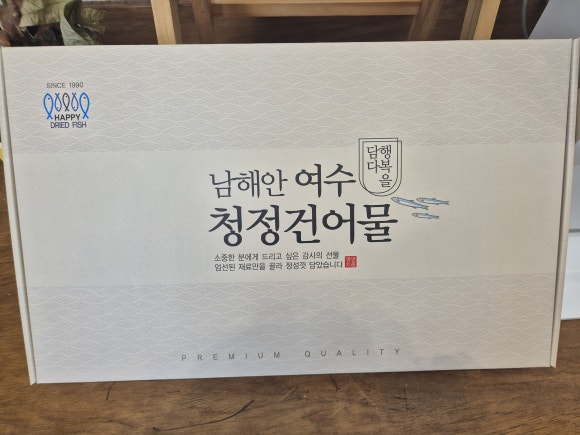 SINCE 1990
HAPPY
DRIED FISH
행복을
담다
남해안 여수
청정건어물
소중한 분에게 드리고 싶은 감사의 선물
엄선된 재료만을 골라 정성껏 담았습니다
PREMIUM QUALITY